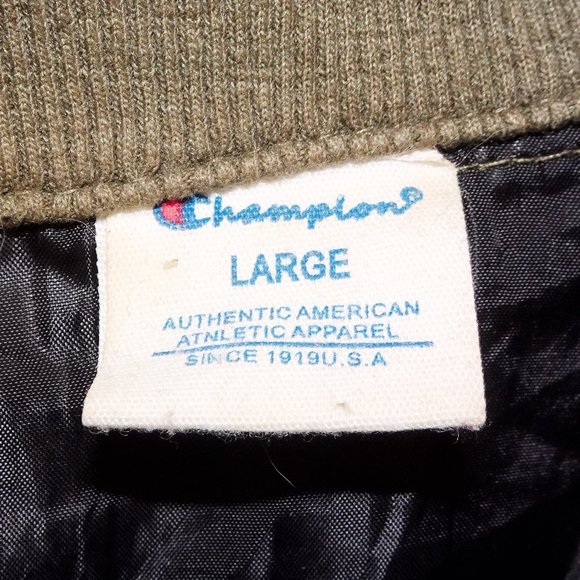 Champion
LARGE
AUTHENTIC AMERICAN
ATNLETIC APPAREL
SINCE 1919U.S.A